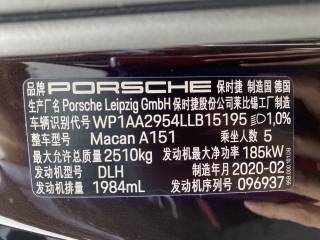 品牌 PORSCHE 保时捷 制造国 德国
生产厂名 Porsche Leipzig GmbH 保时捷股份公司莱比锡工厂制造
车辆识别代号 WP1AA2954LLB15195 1,0%
整车型号 Macan A151 乘坐人数 5
最大允许总质量 2510kg 发动机最大净功率 185kW
发动机型号 DLH 制造年月 2020-02
发动机排量 1984mL 发动机序列号 096937